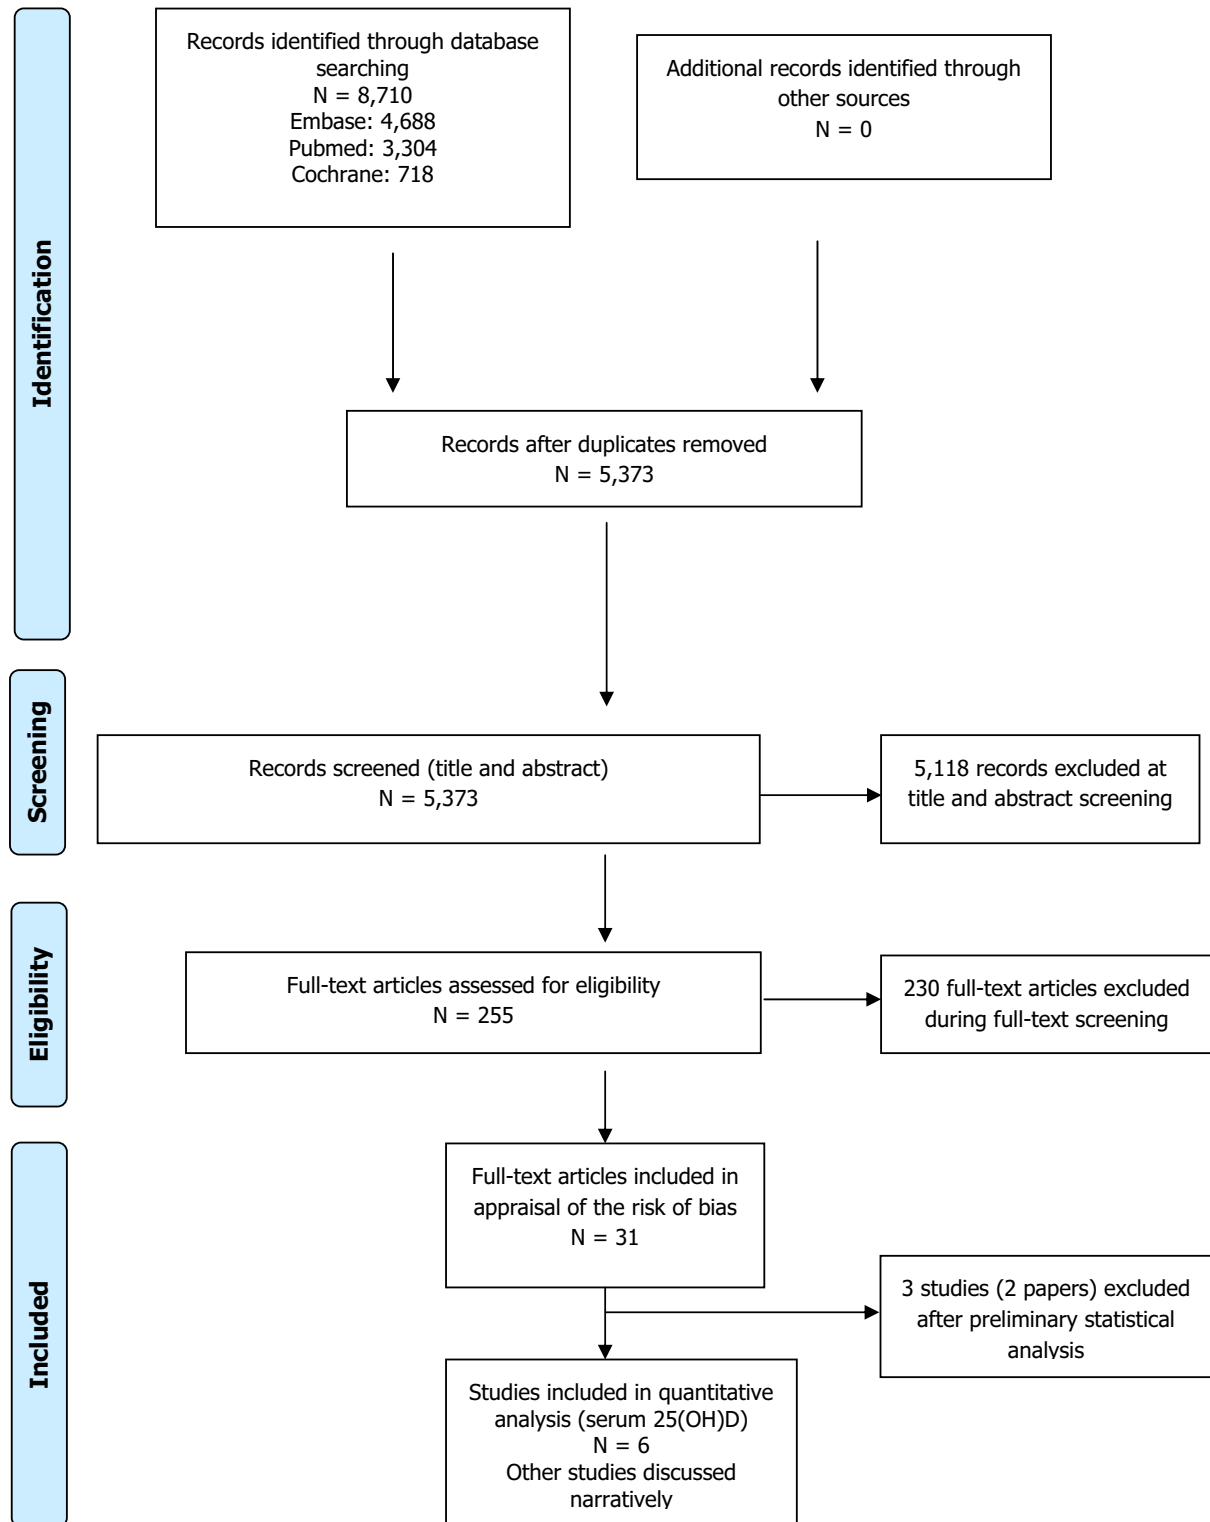 Identification
Records identified through database
searching
N = 8,710
Embase: 4,688
Pubmed: 3,304
Cochrane: 718
Additional records identified through
other sources
N = 0
Records after duplicates removed
N = 5,373
Screening
Records screened (title and abstract)
N = 5,373
5,118 records excluded at
title and abstract screening
Eligibility
Full-text articles assessed for eligibility
N = 255
230 full-text articles excluded
during full-text screening
Included
Full-text articles included in
appraisal of the risk of bias
N = 31
3 studies (2 papers) excluded
after preliminary statistical
analysis
Studies included in quantitative
analysis (serum 25(OH)D)
N = 6
Other studies discussed
narratively